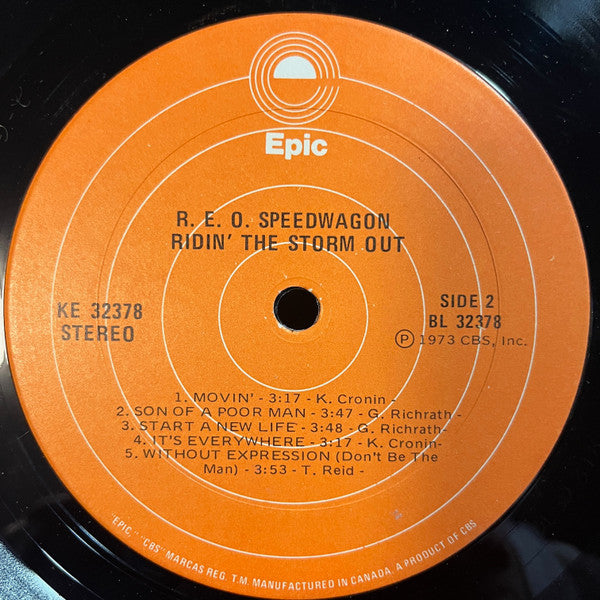 Epic
R. E. O. SPEEDWAGON
RIDIN' THE STORM OUT
KE 32378
STEREO
SIDE 2
BL 32378
Ⓟ 1973 CBS, Inc.
1. MOVIN' - 3:17 - K. Cronin -
2. SON OF A POOR MAN - 3:47 - G. Richrath -
3. START A NEW LIFE - 3:48 - G. Richrath-
4. IT'S EVERYWHERE - 3:17 - K. Cronin-
5. WITHOUT EXPRESSION (Don't Be The
Man) - 3:53 - T. Reid -
"EPIC," "CBS" MARCAS REG. T.M. MANUFACTURED IN CANADA. A PRODUCT OF CBS